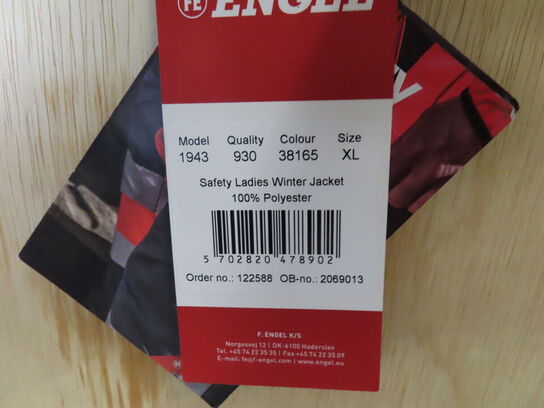 FE ENGEL
Model Quality Colour Size
1943 930 38165 XL
Safety Ladies Winter Jacket
100% Polyester
5 702820 478902
Order no.: 122588 OB-no.: 2069013
F. ENGEL K/S
Norgesvej 12 | DK-6100 Haderslev
Tel. +45 74 22 35 35 | Fax +45 74 22 35 09
E-mail: fe@f-engel.com | www.engel.eu